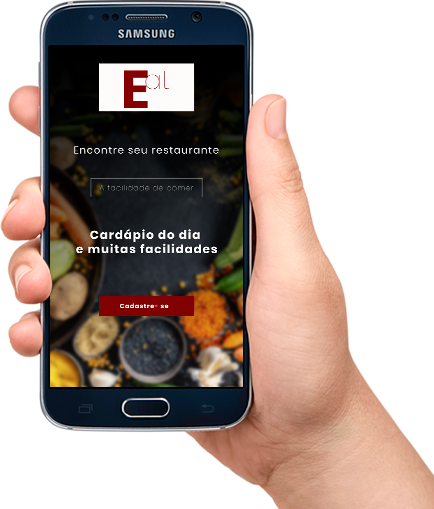 SAMSUNG
Eat
Encontre seu restaurante
A facilidade de comer
Cardápio do dia
e muitas facilidades
Cadastre- se